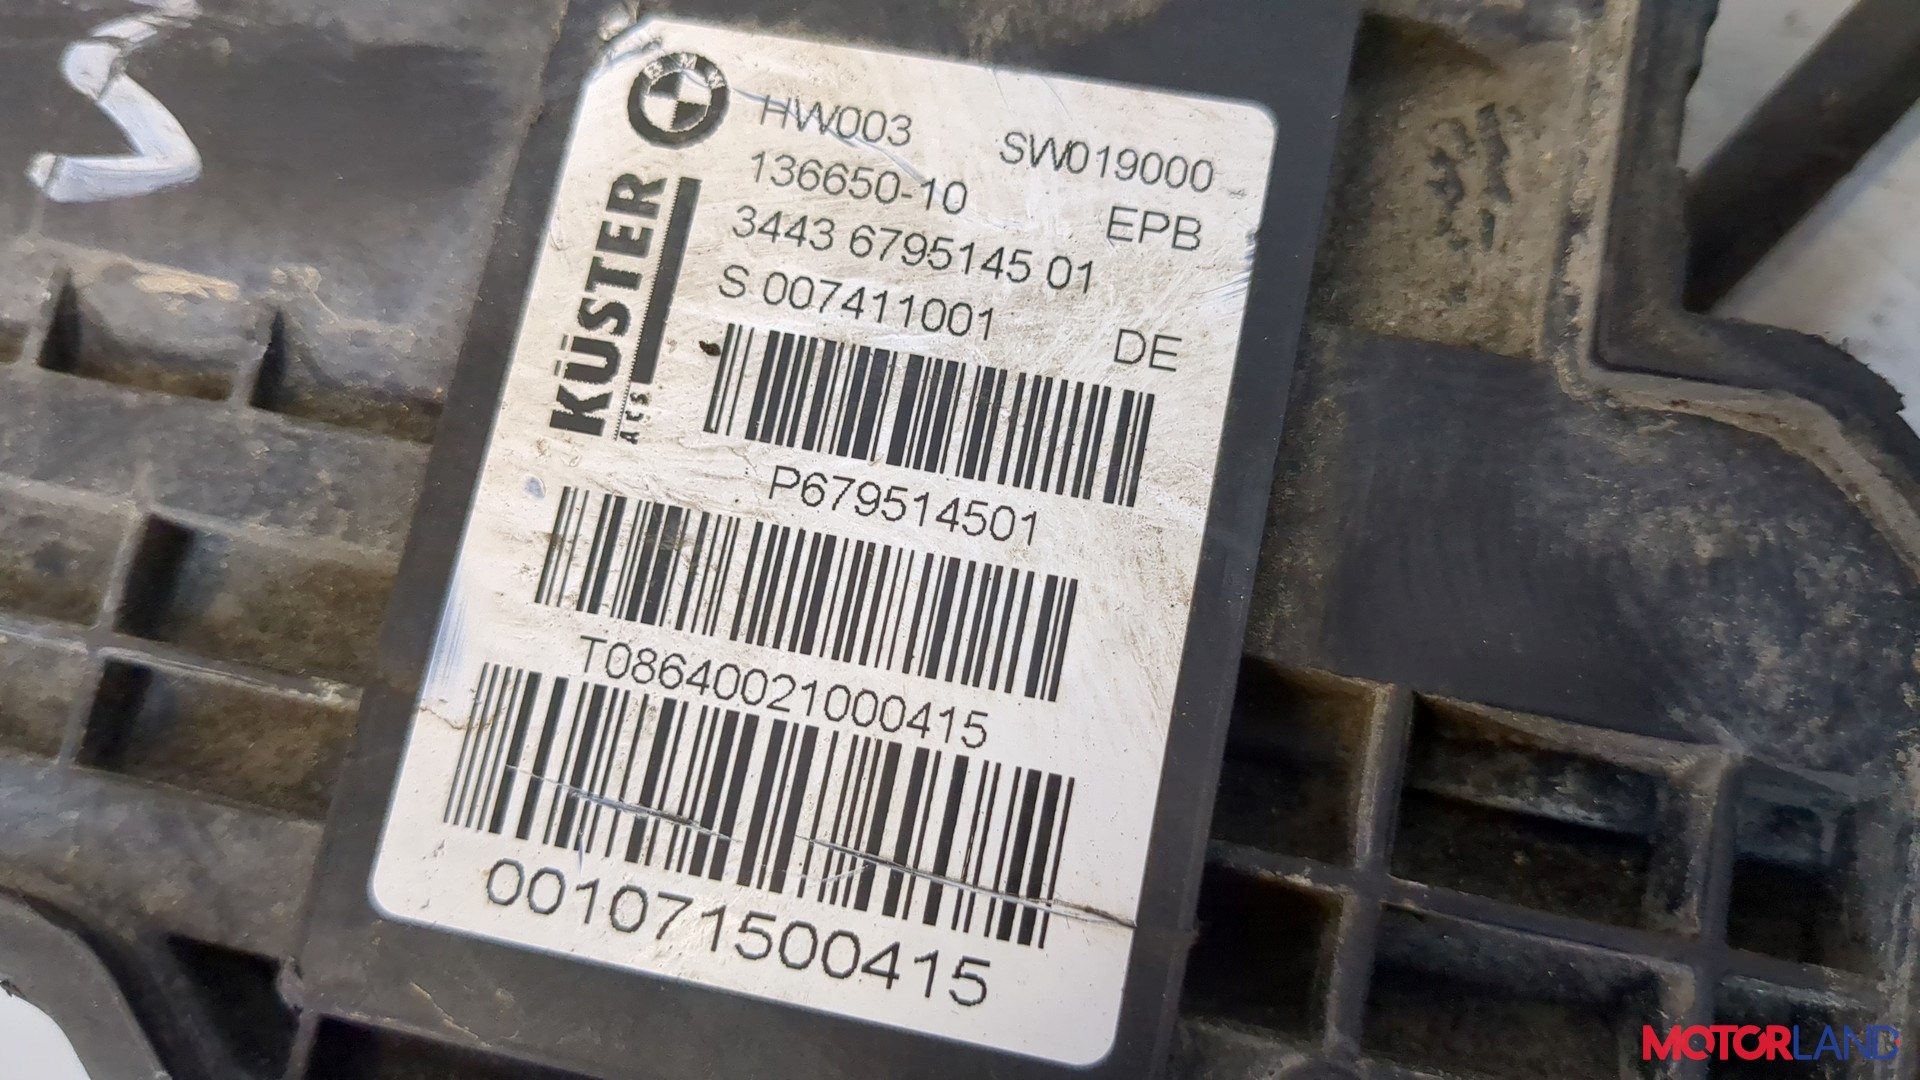 BMW
HW003 SW019000
136650-10 EPB
3443 6795145 01
S 007411001 DE
KÜSTER
ACS
P679514501
T08640021000415
001071500415
MOTORLAND